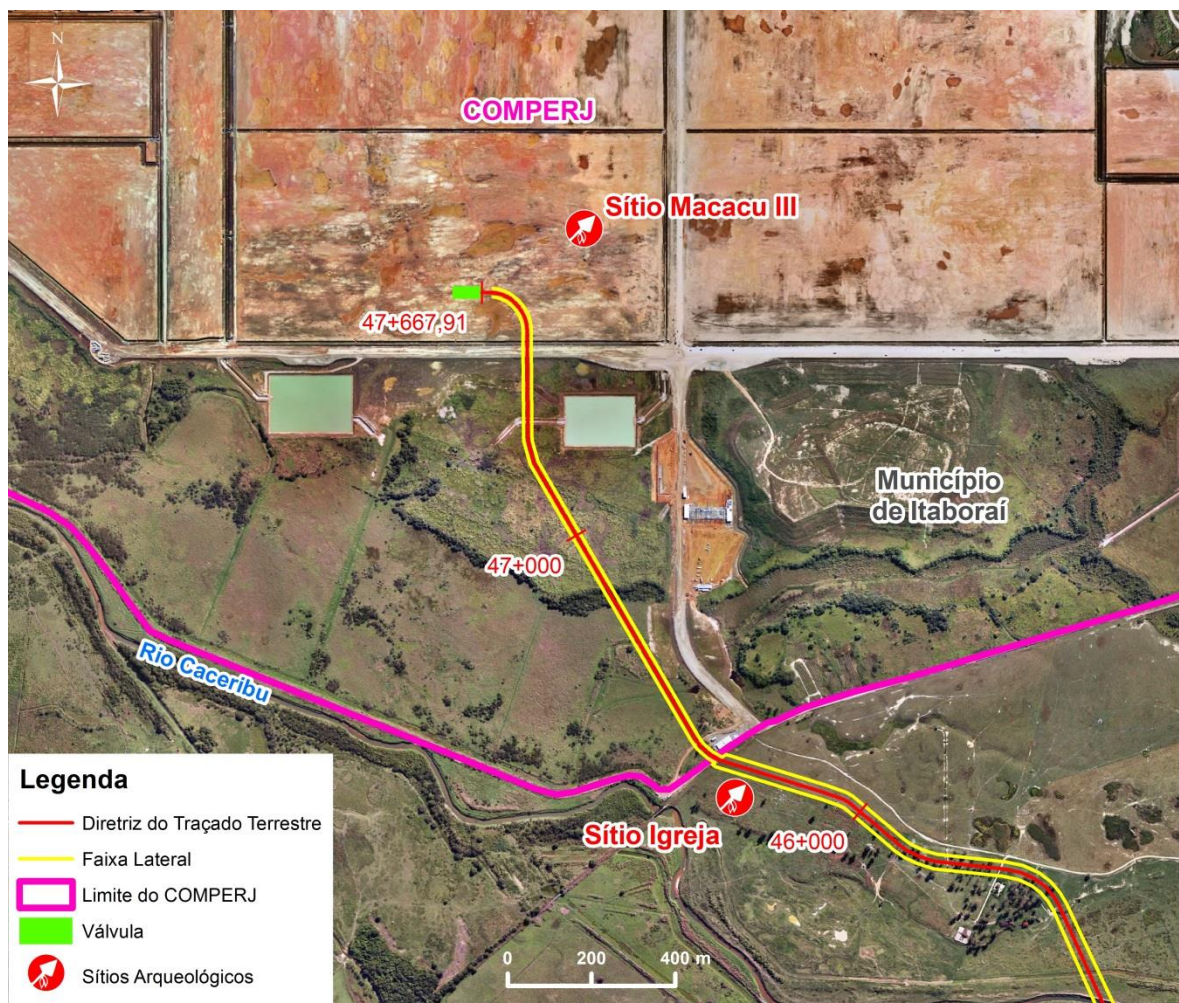 N
COMPERJ
Sítio Macacu III
47+667,91
Município
de Itaboraí
47+000
Rio Caceribu
Sítio Igreja
46+000
Legenda
Diretriz do Traçado Terrestre
Faixa Lateral
Limite do COMPERJ
Válvula
Sítios Arqueológicos
0 200 400 m